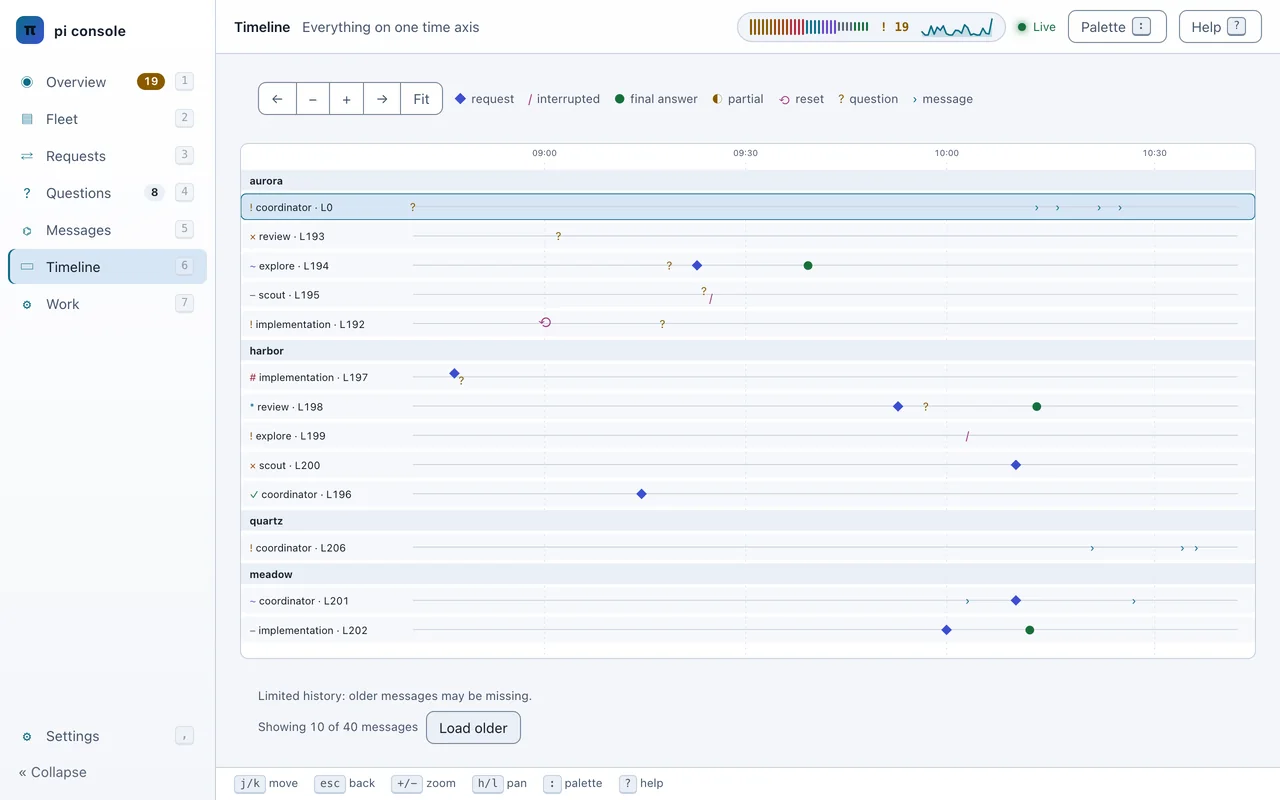 π pi console
Timeline Everything on one time axis
! 19
Live
Palette :
Help ?
Overview 19 1
Fleet 2
Requests 3
? Questions 8 4
Messages 5
Timeline 6
Work 7
← − + → Fit
request / interrupted final answer partial reset ? question › message
09:00 09:30 10:00 10:30
aurora
! coordinator · L0
× review · L193
~ explore · L194
– scout · L195
! implementation · L192
harbor
# implementation · L197
* review · L198
! explore · L199
× scout · L200
✓ coordinator · L196
quartz
! coordinator · L206
meadow
~ coordinator · L201
– implementation · L202
Limited history: older messages may be missing.
Showing 10 of 40 messages Load older
Settings ,
« Collapse
j/k move esc back +/− zoom h/l pan : palette ? help